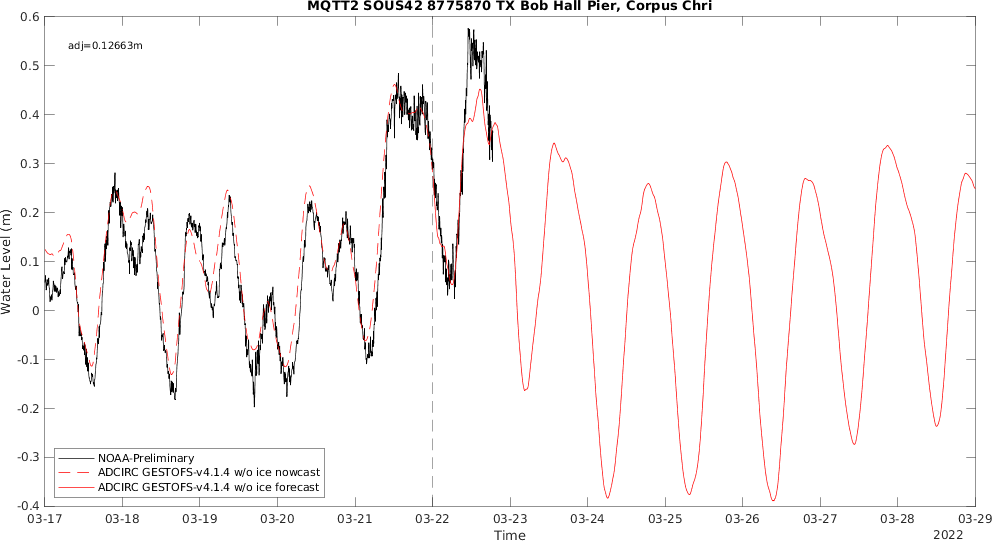 MQTT2 SOUS42 8775870 TX Bob Hall Pier, Corpus Chri
adj=0.12663m
0.6
0.5
0.4
0.3
0.2
0.1
0
-0.1
-0.2
-0.3
-0.4
Water Level (m)
NOAA-Preliminary
ADCIRC GESTOFS-v4.1.4 w/o ice nowcast
ADCIRC GESTOFS-v4.1.4 w/o ice forecast
03-17 03-18 03-19 03-20 03-21 03-22 03-23 03-24 03-25 03-26 03-27 03-28 03-29
Time
2022